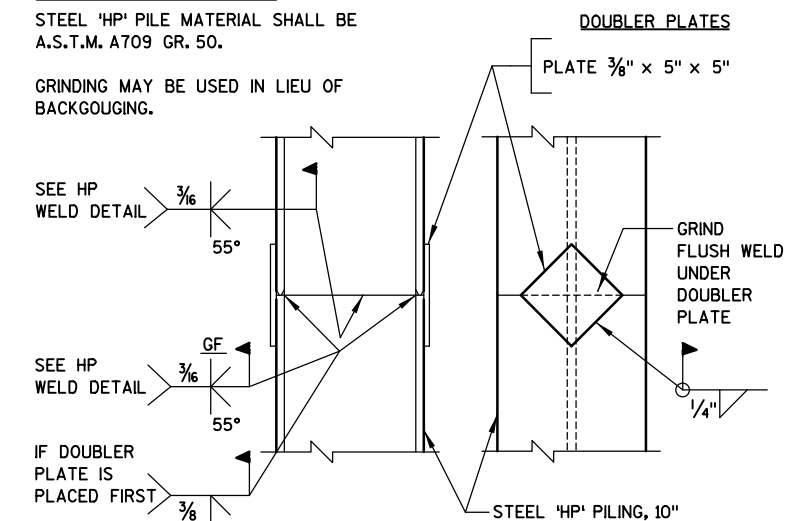 STEEL 'HP' PILE MATERIAL SHALL BE
A.S.T.M. A709 GR. 50.
GRINDING MAY BE USED IN LIEU OF
BACKGOUGING.
DOUBLER PLATES
PLATE 3⁄8" x 5" x 5"
SEE HP
WELD DETAIL
3⁄16
55°
GRIND
FLUSH WELD
UNDER
DOUBLER
PLATE
SEE HP
WELD DETAIL
GF
3⁄16
55°
1⁄4"
IF DOUBLER
PLATE IS
PLACED FIRST
3⁄8
STEEL 'HP' PILING, 10"